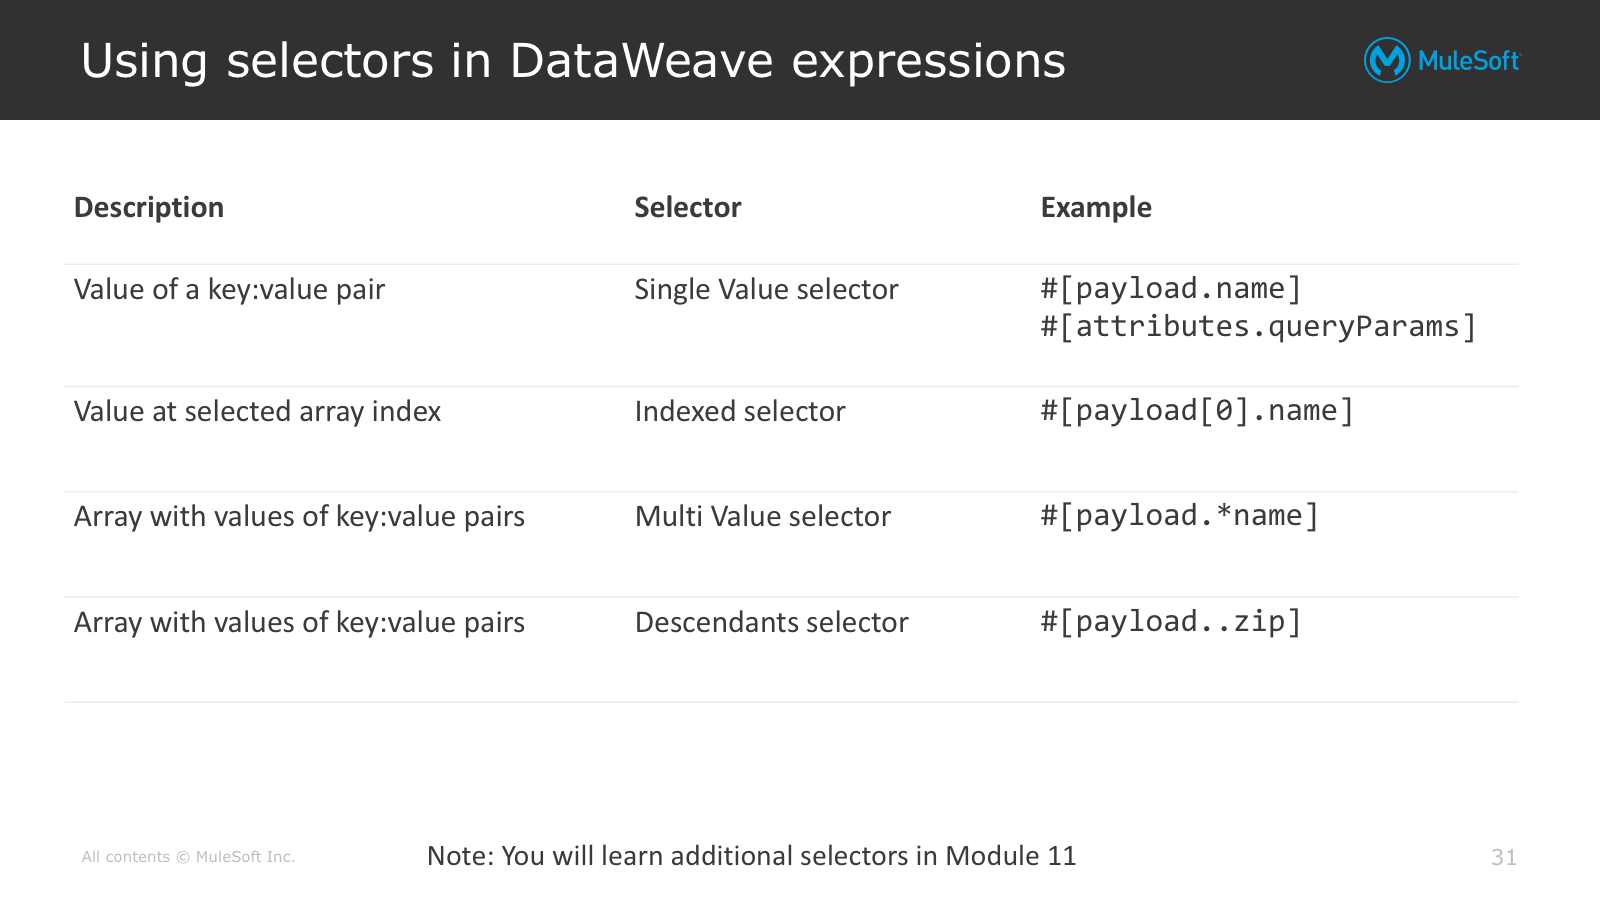 Using selectors in DataWeave expressions
MuleSoft
Description Selector Example
Value of a key:value pair Single Value selector #[payload.name]
#[attributes.queryParams]
Value at selected array index Indexed selector #[payload[0].name]
Array with values of key:value pairs Multi Value selector #[payload.*name]
Array with values of key:value pairs Descendants selector #[payload..zip]
All contents © MuleSoft Inc. Note: You will learn additional selectors in Module 11 31